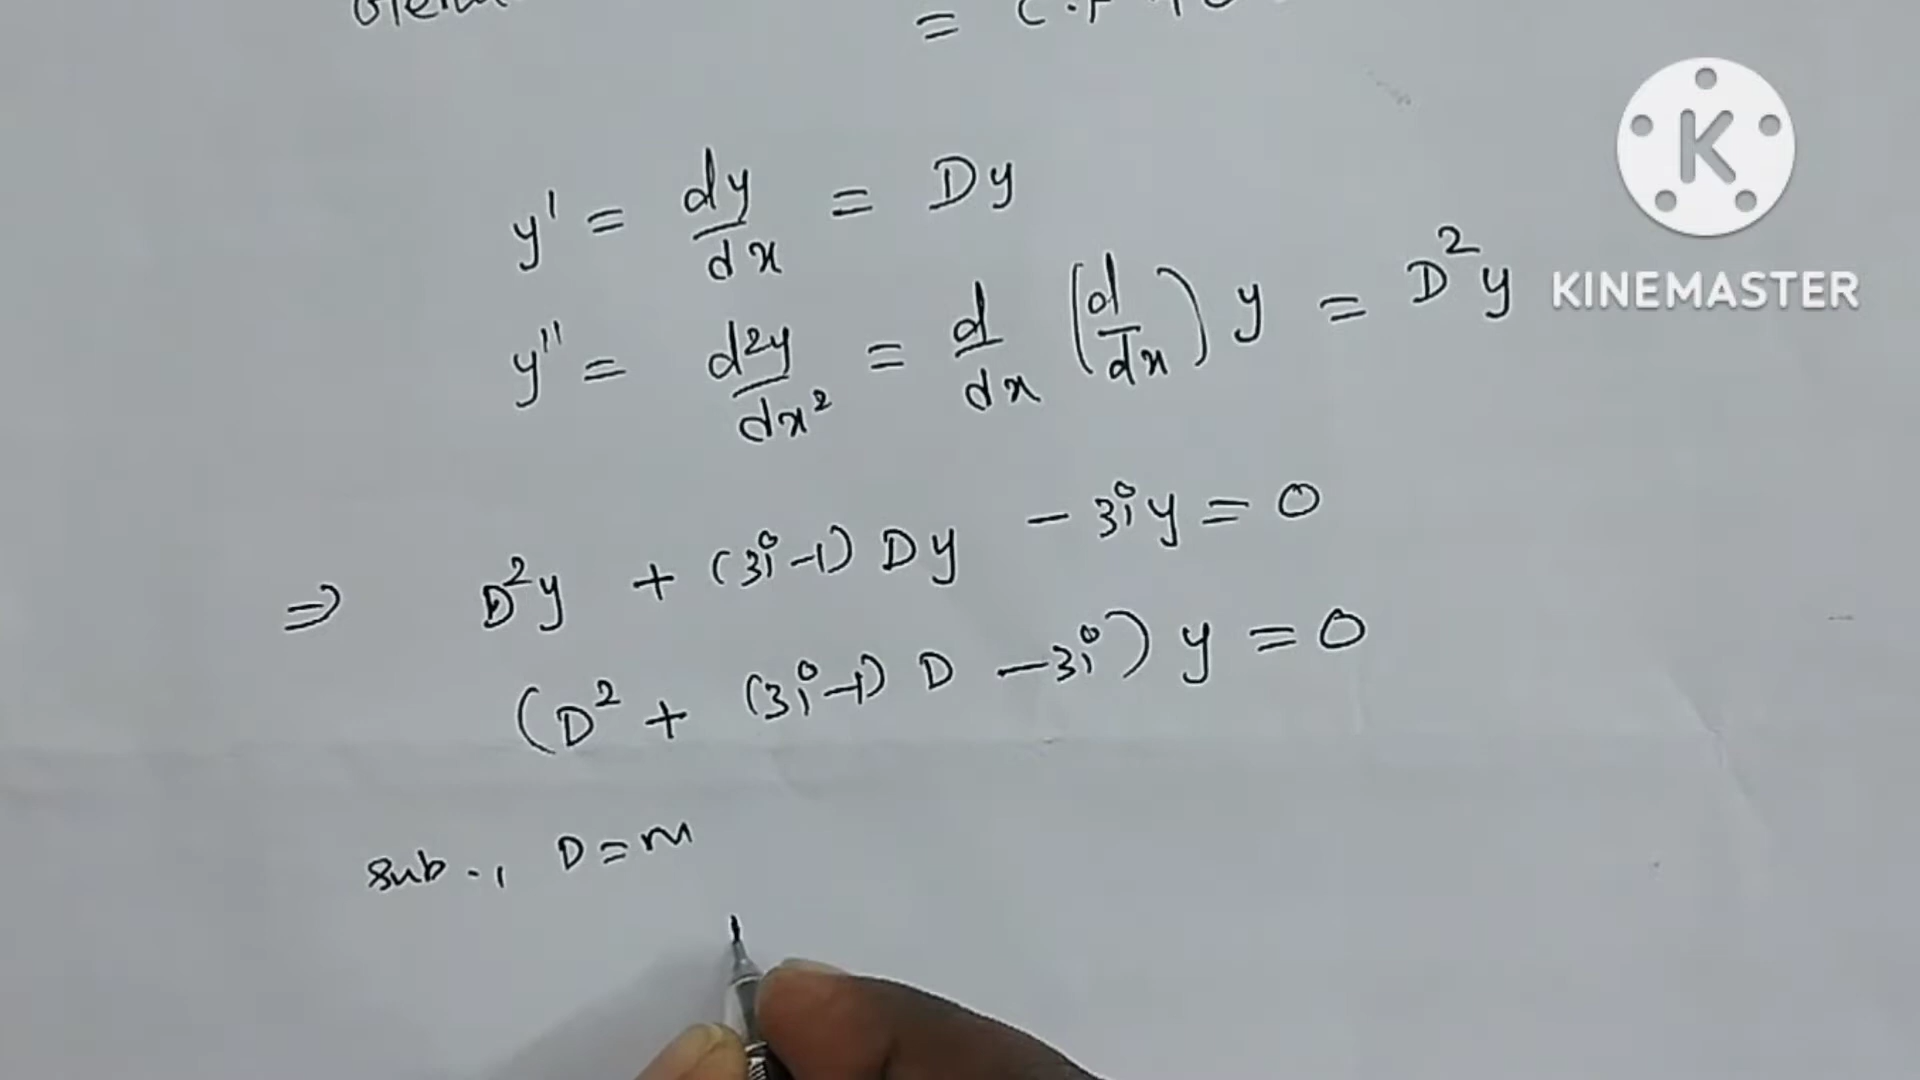 = C.F
y' = dy/dx = Dy
y'' = d²y/dx² = d/dx (d/dx) y = D²y
KINEMASTER
⇒ D²y + (3i-1) Dy - 3iy = 0
(D² + (3i-1) D - 3i) y = 0
sub., D = m